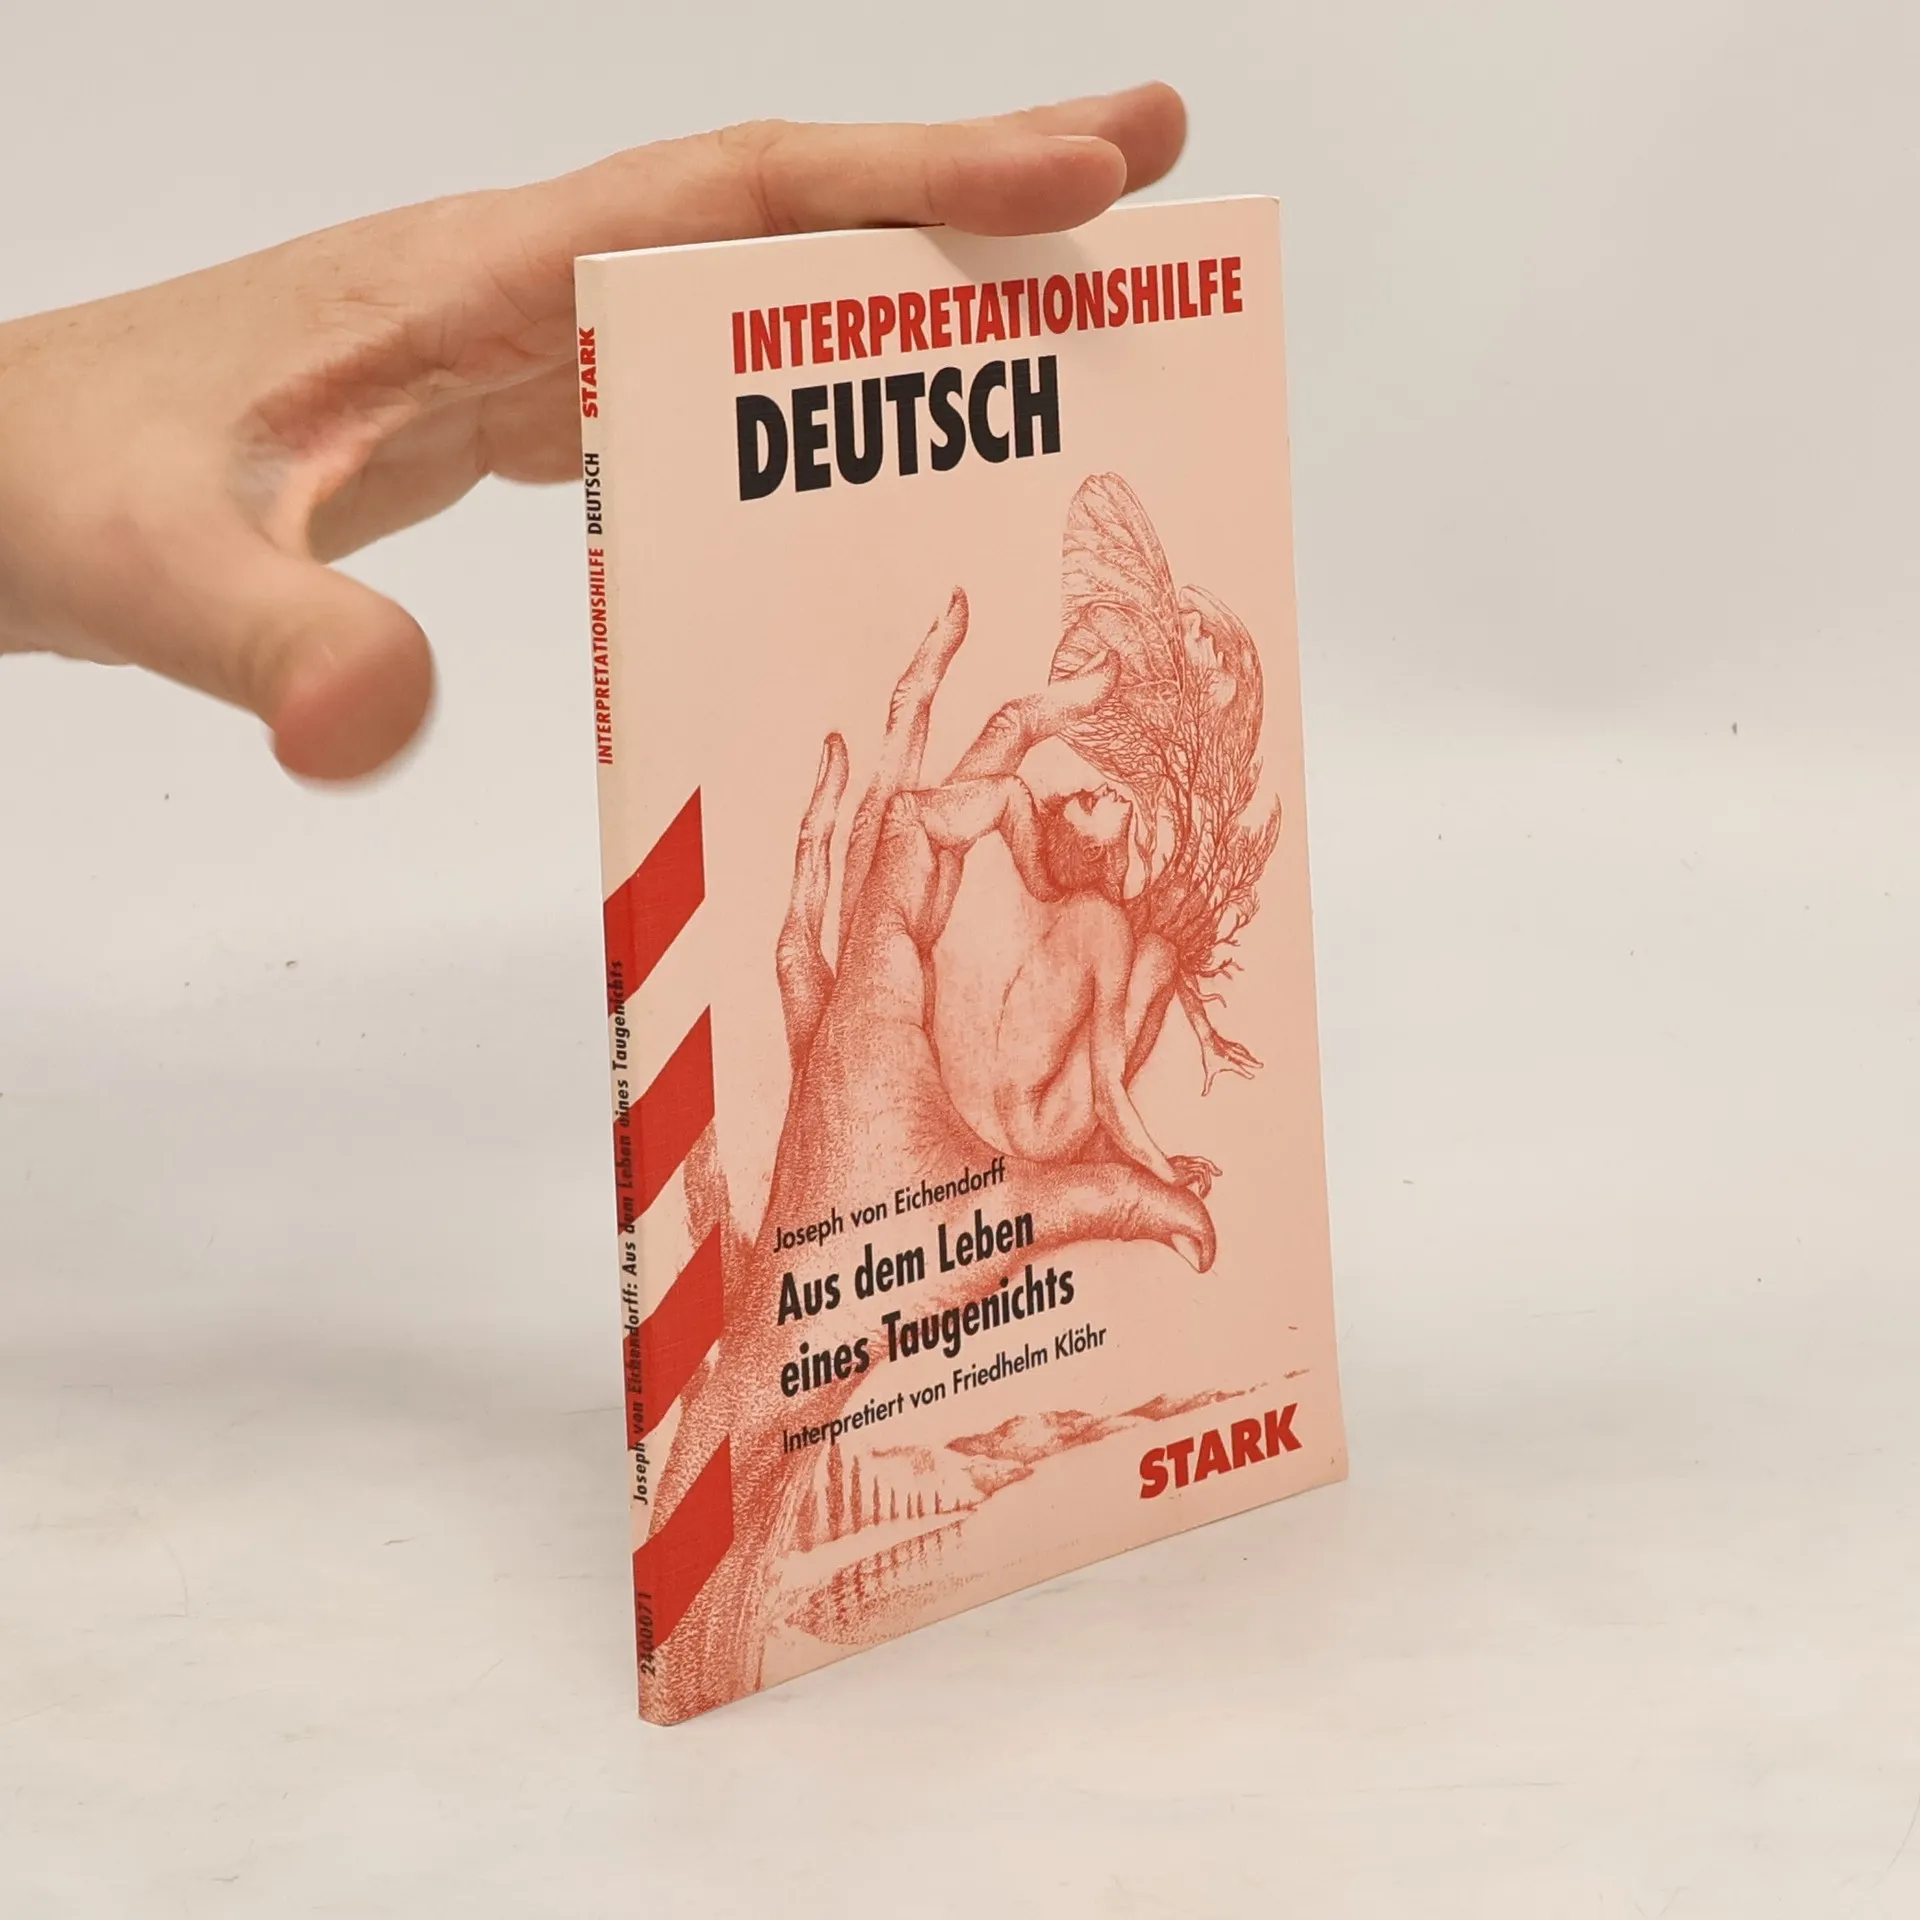 INTERPRETATIONSHILFE
DEUTSCH
Joseph von Eichendorff
Aus dem Leben
eines Taugenichts
Interpretiert von Friedhelm Klöhr
STARK
STARK
INTERPRETATIONSHILFE DEUTSCH
Joseph von Eichendorff: Aus dem Leben eines Taugenichts
2400071